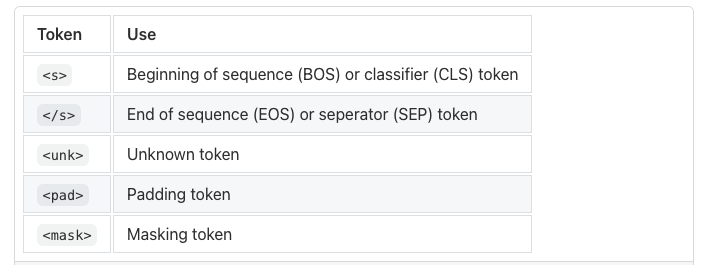 Token Use
<s> Beginning of sequence (BOS) or classifier (CLS) token
</s> End of sequence (EOS) or seperator (SEP) token
<unk> Unknown token
<pad> Padding token
<mask> Masking token